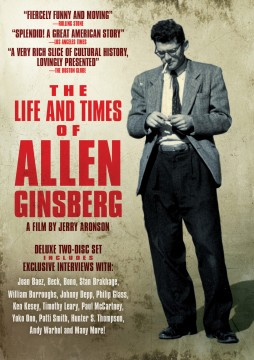 "FIERCELY FUNNY AND MOVING"
—ROLLING STONE
"SPLENDID! A GREAT AMERICAN STORY"
—LOS ANGELES TIMES
"A VERY RICH SLICE OF CULTURAL HISTORY,
LOVINGLY PRESENTED"
—THE BOSTON GLOBE
THE
LIFE AND TIMES
OF
ALLEN
GINSBERG
A FILM BY JERRY ARONSON
DELUXE TWO-DISC SET
INCLUDES
EXCLUSIVE INTERVIEWS WITH:
Joan Baez, Beck, Bono, Stan Brakhage,
William Burroughs, Johnny Depp, Philip Glass,
Ken Kesey, Timothy Leary, Paul McCartney,
Yoko Ono, Patti Smith, Hunter S. Thompson,
Andy Warhol and Many More!